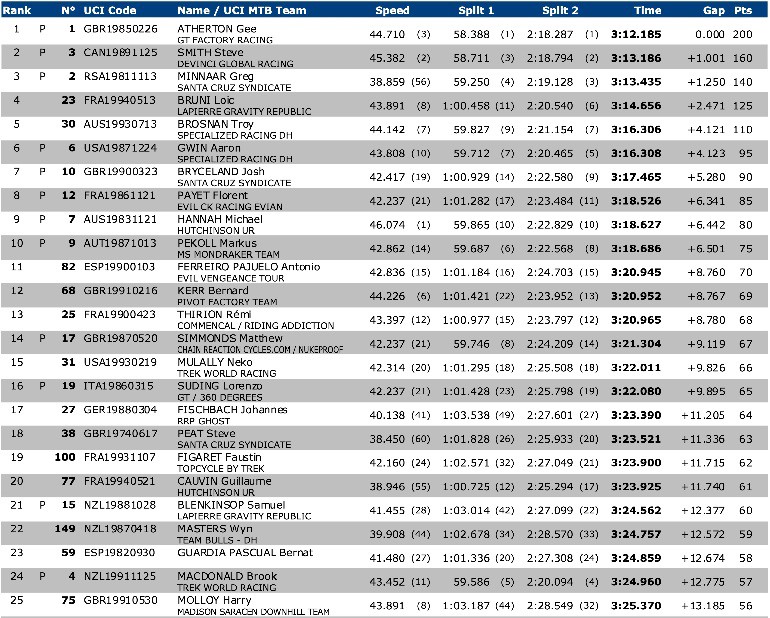 Rank N° UCI Code Name / UCI MTB Team Speed Split 1 Split 2 Time Gap Pts
1 P 1 GBR19850226 ATHERTON Gee 44.710 (3) 58.388 (1) 2:18.287 (1) 3:12.185 0.000 200
GT FACTORY RACING
2 P 3 CAN19891125 SMITH Steve 45.382 (2) 58.711 (3) 2:18.794 (2) 3:13.186 +1.001 160
DEVINCI GLOBAL RACING
3 P 2 RSA19811113 MINNAAR Greg 38.859 (56) 59.250 (4) 2:19.128 (3) 3:13.435 +1.250 140
SANTA CRUZ SYNDICATE
4 23 FRA19940513 BRUNI Loic 43.891 (8) 1:00.458 (11) 2:20.540 (6) 3:14.656 +2.471 125
LAPIERRE GRAVITY REPUBLIC
5 30 AUS19930713 BROSNAN Troy 44.142 (7) 59.827 (9) 2:21.154 (7) 3:16.306 +4.121 110
SPECIALIZED RACING DH
6 P 6 USA19871224 GWIN Aaron 43.808 (10) 59.712 (7) 2:20.465 (5) 3:16.308 +4.123 95
SPECIALIZED RACING DH
7 P 10 GBR19900323 BRYCELAND Josh 42.417 (19) 1:00.929 (14) 2:22.580 (9) 3:17.465 +5.280 90
SANTA CRUZ SYNDICATE
8 P 12 FRA19861121 PAYET Florent 42.237 (21) 1:01.282 (17) 2:23.484 (11) 3:18.526 +6.341 85
EVIL CK RACING EVIAN
9 P 7 AUS19831121 HANNAH Michael 46.074 (1) 59.865 (10) 2:22.829 (10) 3:18.627 +6.442 80
HUTCHINSON UR
10 P 9 AUT19871013 PEKOLL Markus 42.862 (14) 59.687 (6) 2:22.568 (8) 3:18.686 +6.501 75
MS MONDRAKER TEAM
11 82 ESP19900103 FERREIRO PAJUELO Antonio 42.836 (15) 1:01.184 (16) 2:24.703 (15) 3:20.945 +8.760 70
EVIL VENGEANCE TOUR
12 68 GBR19910216 KERR Bernard 44.226 (6) 1:01.421 (22) 2:23.952 (13) 3:20.952 +8.767 69
PIVOT FACTORY TEAM
13 25 FRA19900423 THIRION Rémi 43.397 (12) 1:00.977 (15) 2:23.797 (12) 3:20.965 +8.780 68
COMMENCAL / RIDING ADDICTION
14 P 17 GBR19870520 SIMMONDS Matthew 42.237 (21) 59.746 (8) 2:24.209 (14) 3:21.304 +9.119 67
CHAIN REACTION CYCLES.COM / NUKEPROOF
15 31 USA19930219 MULALLY Neko 42.314 (20) 1:01.295 (18) 2:25.508 (18) 3:22.011 +9.826 66
TREK WORLD RACING
16 P 19 ITA19860315 SUDING Lorenzo 42.237 (21) 1:01.428 (23) 2:25.798 (19) 3:22.080 +9.895 65
GT / 360 DEGREES
17 27 GER19880304 FISCHBACH Johannes 40.138 (41) 1:03.538 (49) 2:27.601 (27) 3:23.390 +11.205 64
RRP GHOST
18 38 GBR19740617 PEAT Steve 38.450 (60) 1:01.828 (26) 2:25.933 (20) 3:23.521 +11.336 63
SANTA CRUZ SYNDICATE
19 100 FRA19931107 FIGARET Faustin 42.160 (24) 1:02.571 (32) 2:27.049 (21) 3:23.900 +11.715 62
TOPCYCLE BY TREK
20 77 FRA19940521 CAUVIN Guillaume 38.946 (55) 1:00.725 (12) 2:25.294 (17) 3:23.925 +11.740 61
HUTCHINSON UR
21 P 15 NZL19881028 BLENKINSOP Samuel 41.455 (28) 1:03.014 (42) 2:27.099 (22) 3:24.562 +12.377 60
LAPIERRE GRAVITY REPUBLIC
22 149 NZL19870418 MASTERS Wyn 39.908 (44) 1:02.678 (34) 2:28.570 (33) 3:24.757 +12.572 59
TEAM BULLS - DH
23 59 ESP19820930 GUARDIA PASCUAL Bernat 41.480 (27) 1:01.336 (20) 2:27.308 (24) 3:24.859 +12.674 58
24 P 4 NZL19911125 MACDONALD Brook 43.452 (11) 59.586 (5) 2:20.094 (4) 3:24.960 +12.775 57
TREK WORLD RACING
25 75 GBR19910530 MOLLOY Harry 43.891 (8) 1:03.187 (44) 2:28.549 (32) 3:25.370 +13.185 56
MADISON SARACEN DOWNHILL TEAM